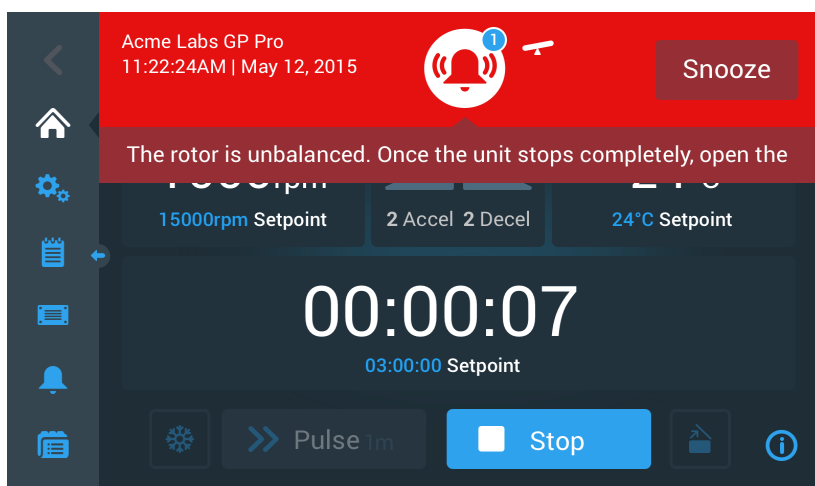 Acme Labs GP Pro
11:22:24AM | May 12, 2015
1
Snooze
The rotor is unbalanced. Once the unit stops completely, open the
15000rpm Setpoint
2 Accel 2 Decel
24°C Setpoint
00:00:07
03:00:00 Setpoint
Pulse 1m
Stop